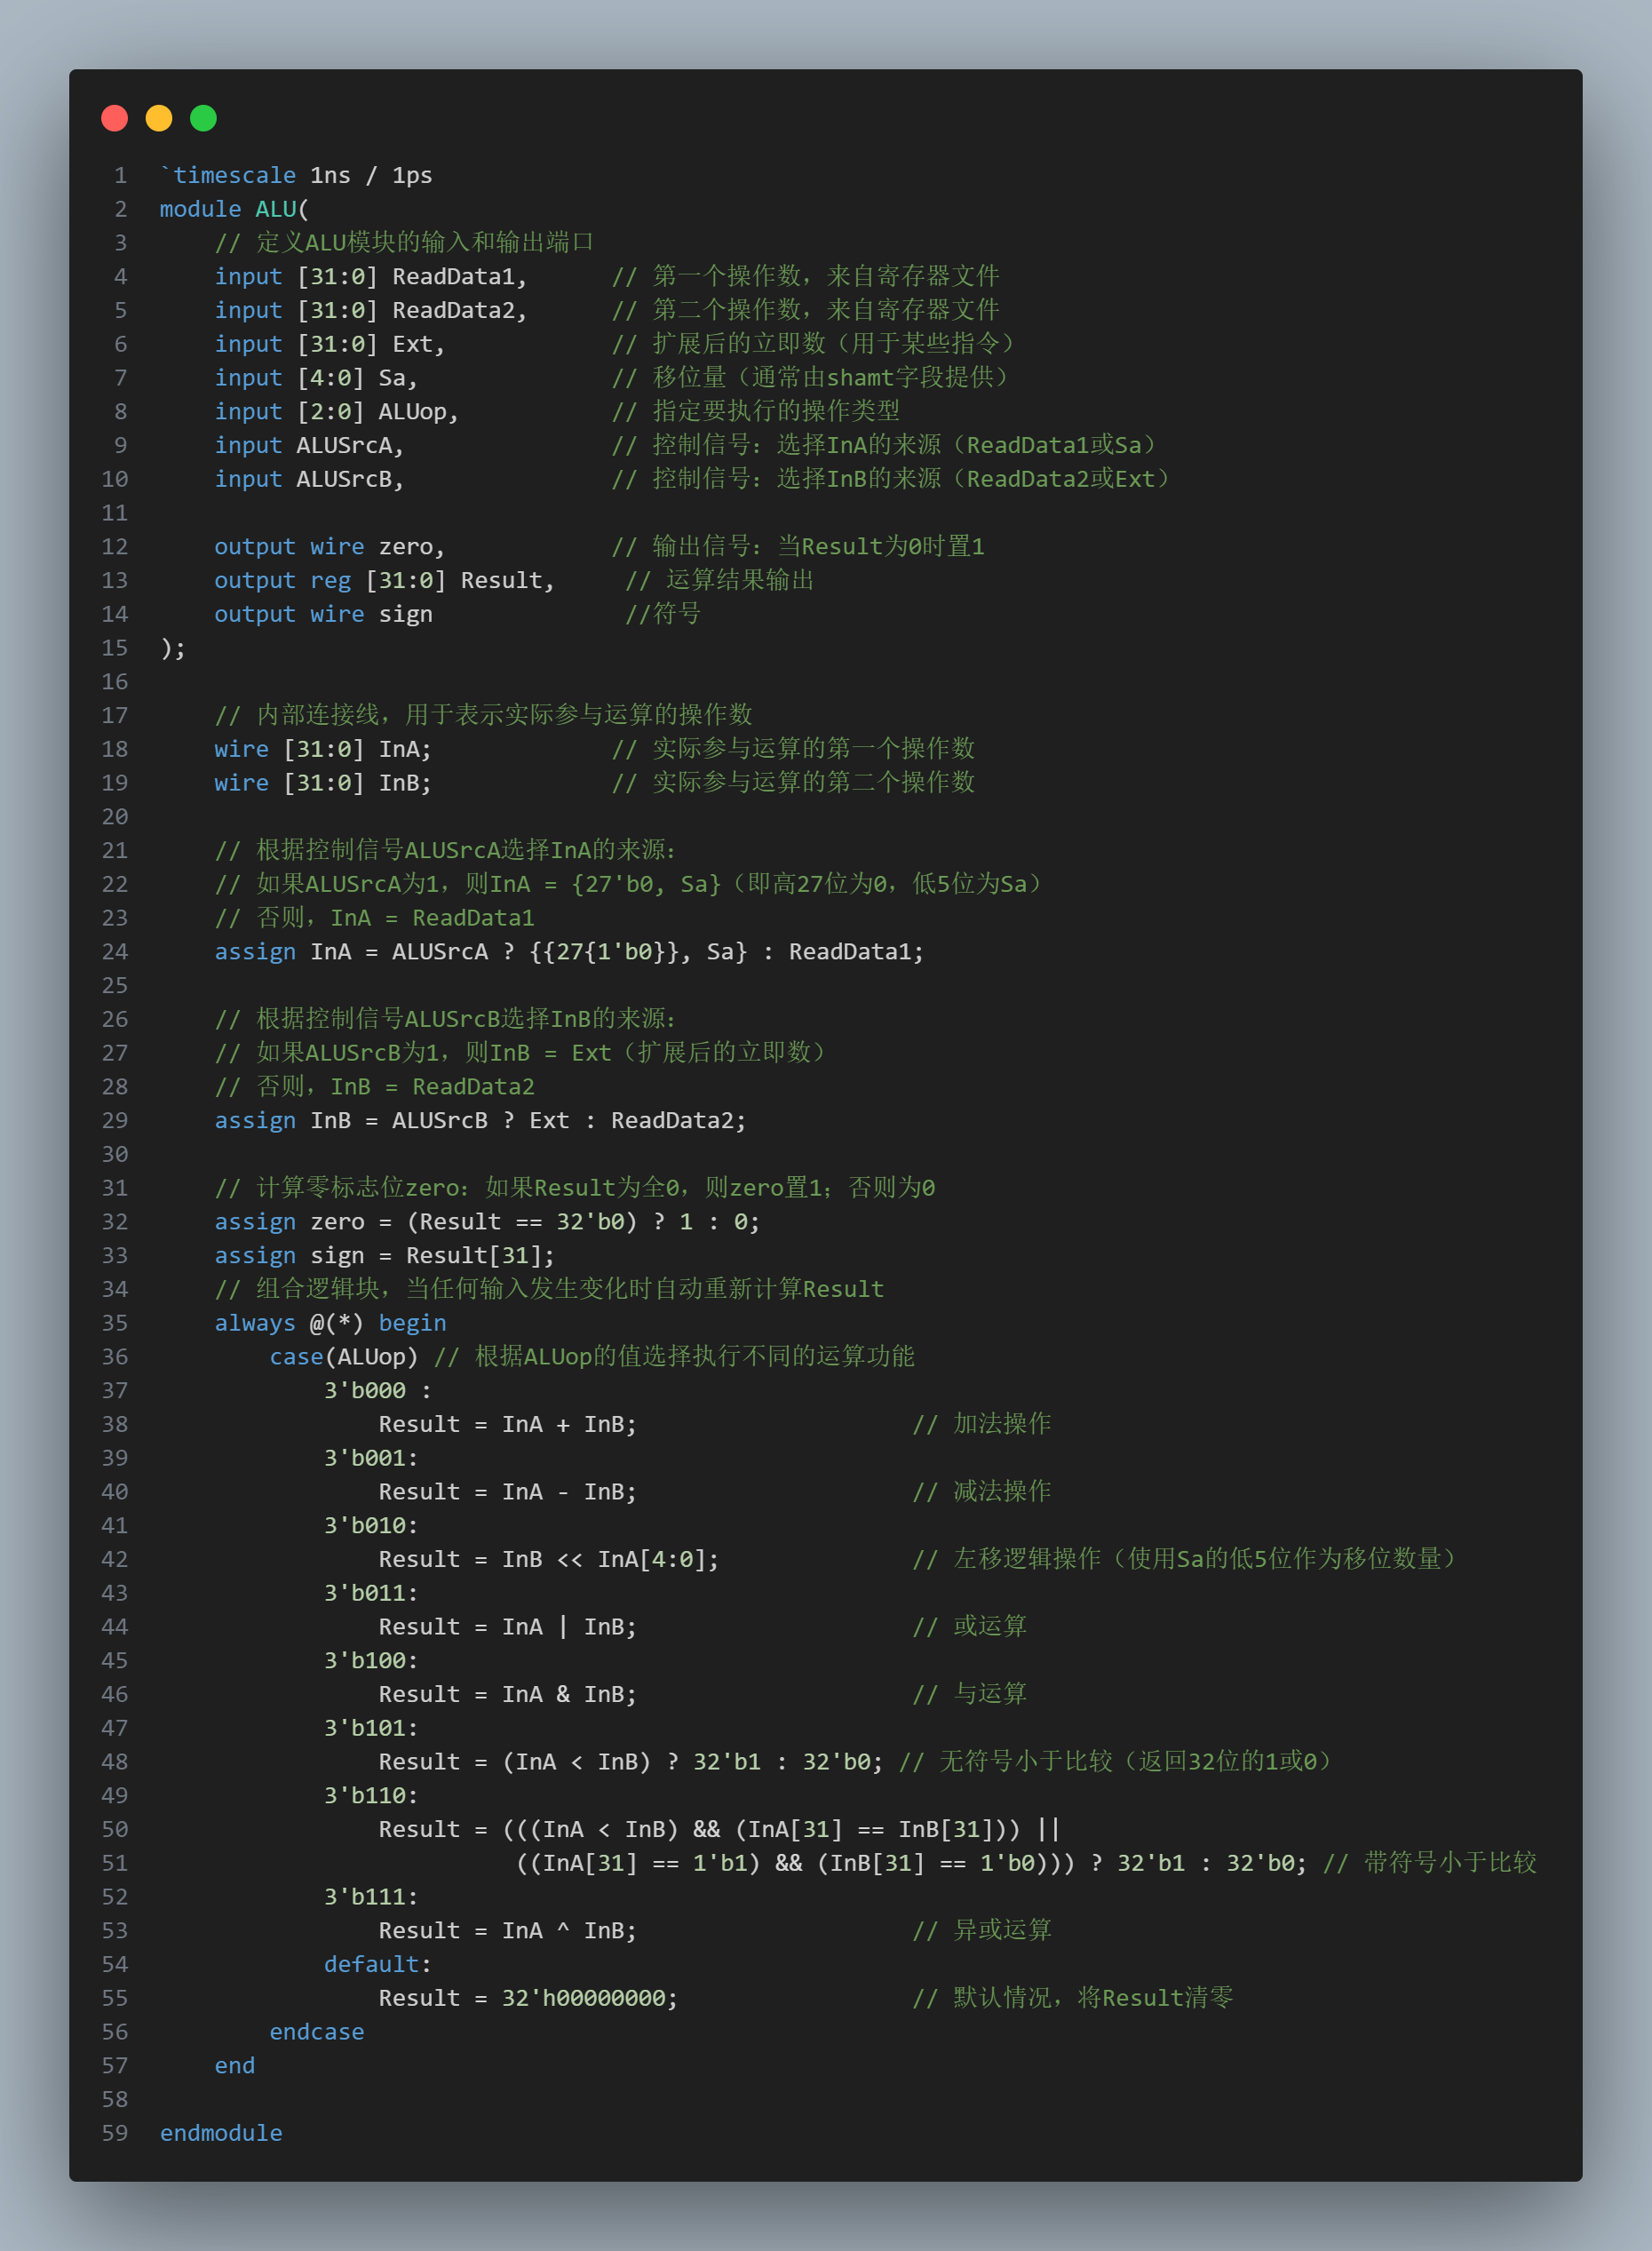 1 `timescale 1ns / 1ps
2 module ALU(
3     // 定义ALU模块的输入和输出端口
4     input [31:0] ReadData1,      // 第一个操作数，来自寄存器文件
5     input [31:0] ReadData2,      // 第二个操作数，来自寄存器文件
6     input [31:0] Ext,            // 扩展后的立即数（用于某些指令）
7     input [4:0] Sa,              // 移位量（通常由shamt字段提供）
8     input [2:0] ALUop,           // 指定要执行的操作类型
9     input ALUSrcA,               // 控制信号：选择InA的来源（ReadData1或Sa）
10     input ALUSrcB,               // 控制信号：选择InB的来源（ReadData2或Ext）
11
12     output wire zero,            // 输出信号：当Result为0时置1
13     output reg [31:0] Result,     // 运算结果输出
14     output wire sign              //符号
15 );
16
17     // 内部连接线，用于表示实际参与运算的操作数
18     wire [31:0] InA;             // 实际参与运算的第一个操作数
19     wire [31:0] InB;             // 实际参与运算的第二个操作数
20
21     // 根据控制信号ALUSrcA选择InA的来源：
22     // 如果ALUSrcA为1，则InA = {27'b0, Sa}（即高27位为0，低5位为Sa）
23     // 否则，InA = ReadData1
24     assign InA = ALUSrcA ? {{27{1'b0}}, Sa} : ReadData1;
25
26     // 根据控制信号ALUSrcB选择InB的来源：
27     // 如果ALUSrcB为1，则InB = Ext（扩展后的立即数）
28     // 否则，InB = ReadData2
29     assign InB = ALUSrcB ? Ext : ReadData2;
30
31     // 计算零标志位zero：如果Result为全0，则zero置1；否则为0
32     assign zero = (Result == 32'b0) ? 1 : 0;
33     assign sign = Result[31];
34     // 组合逻辑块，当任何输入发生变化时自动重新计算Result
35     always @(*) begin
36         case(ALUop) // 根据ALUop的值选择执行不同的运算功能
37             3'b000 :
38                 Result = InA + InB;                    // 加法操作
39             3'b001:
40                 Result = InA - InB;                    // 减法操作
41             3'b010:
42                 Result = InB << InA[4:0];              // 左移逻辑操作（使用Sa的低5位作为移位数量）
43             3'b011:
44                 Result = InA | InB;                    // 或运算
45             3'b100:
46                 Result = InA & InB;                    // 与运算
47             3'b101:
48                 Result = (InA < InB) ? 32'b1 : 32'b0; // 无符号小于比较（返回32位的1或0）
49             3'b110:
50                 Result = (((InA < InB) && (InA[31] == InB[31])) ||
51                           ((InA[31] == 1'b1) && (InB[31] == 1'b0))) ? 32'b1 : 32'b0; // 带符号小于比较
52             3'b111:
53                 Result = InA ^ InB;                    // 异或运算
54             default:
55                 Result = 32'h00000000;                 // 默认情况，将Result清零
56         endcase
57     end
58
59 endmodule